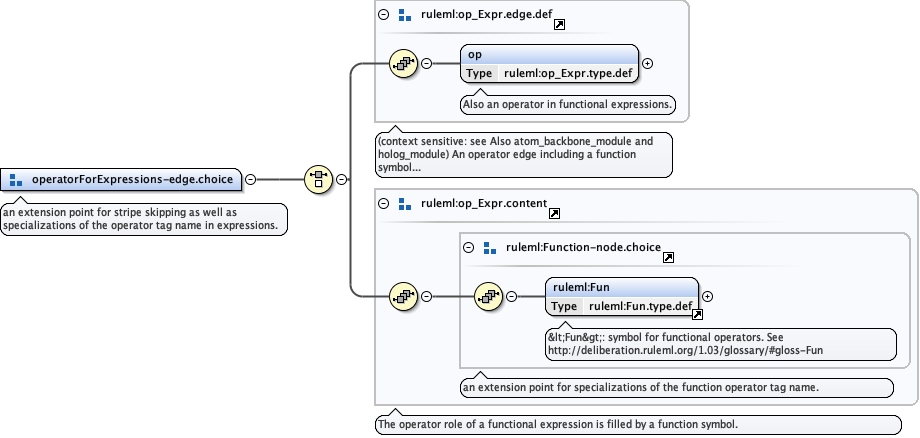 ruleml:op_Expr.edge.def
op
Type ruleml:op_Expr.type.def
Also an operator in functional expressions.
(context sensitive: see Also atom_backbone_module and
holog_module) An operator edge including a function
symbol...
operatorForExpressions-edge.choice
an extension point for stripe skipping as well as
specializations of the operator tag name in expressions.
ruleml:op_Expr.content
ruleml:Function-node.choice
ruleml:Fun
Type ruleml:Fun.type.def
&lt;Fun&gt;: symbol for functional operators. See
http://deliberation.ruleml.org/1.03/glossary/#gloss-Fun
an extension point for specializations of the function operator tag name.
The operator role of a functional expression is filled by a function symbol.